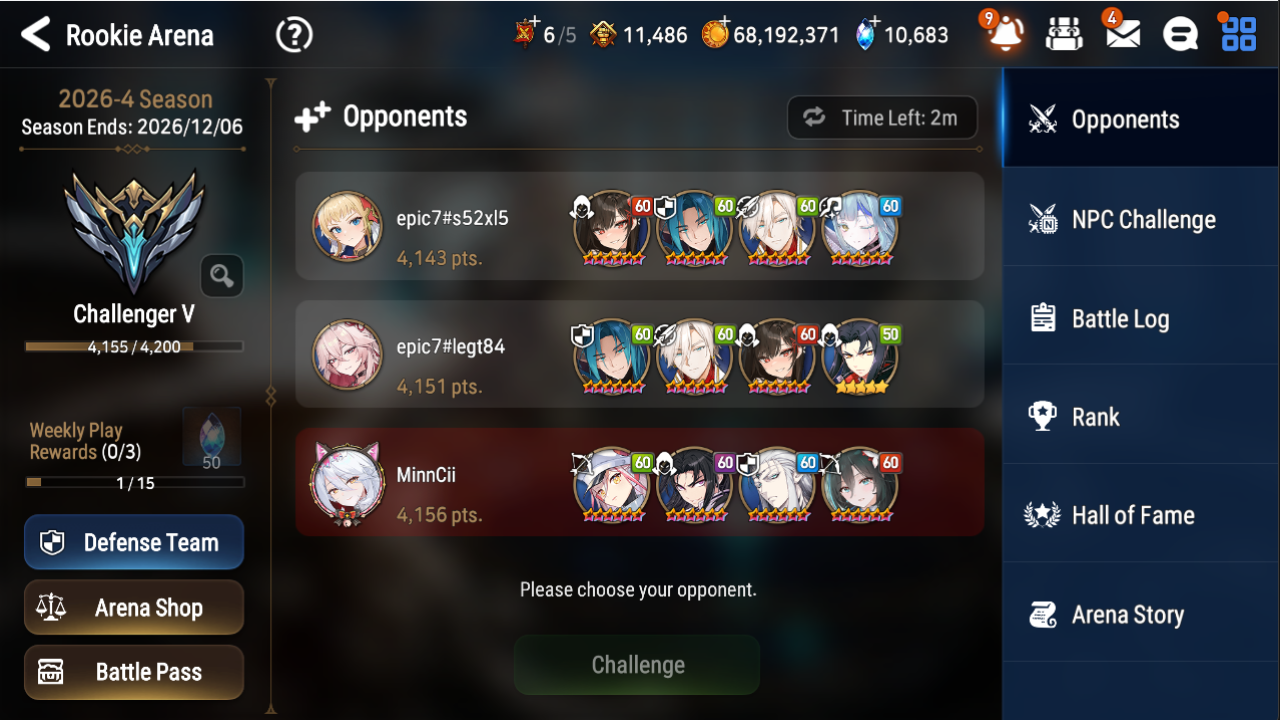 Rookie Arena
?
6/5
11,486
68,192,371
10,683
9
4
2026-4 Season
Season Ends: 2026/12/06
Challenger V
4,155 / 4,200
Weekly Play
Rewards (0/3)
50
1 / 15
Defense Team
Arena Shop
Battle Pass
Opponents
Time Left: 2m
epic7#s52xl5
4,143 pts.
60
60
60
60
epic7#legt84
4,151 pts.
60
60
60
50
MinnCii
4,156 pts.
60
60
60
60
Please choose your opponent.
Challenge
Opponents
N
NPC Challenge
Battle Log
Rank
Hall of Fame
Arena Story